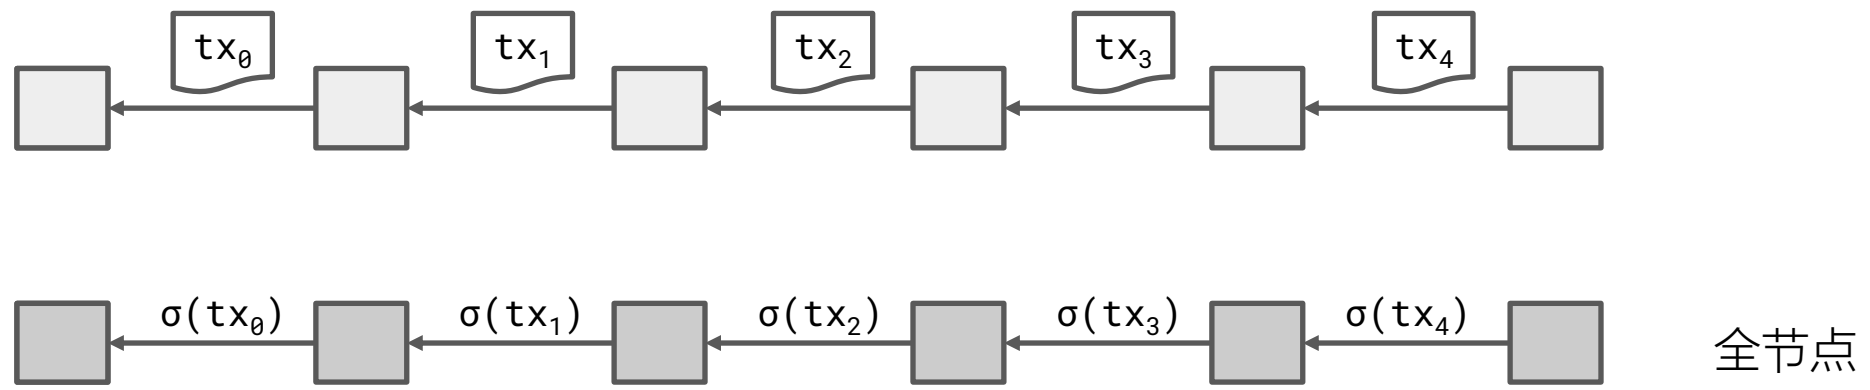 tx₀ tx₁ tx₂ tx₃ tx₄
σ(tx₀) σ(tx₁) σ(tx₂) σ(tx₃) σ(tx₄)
全节点